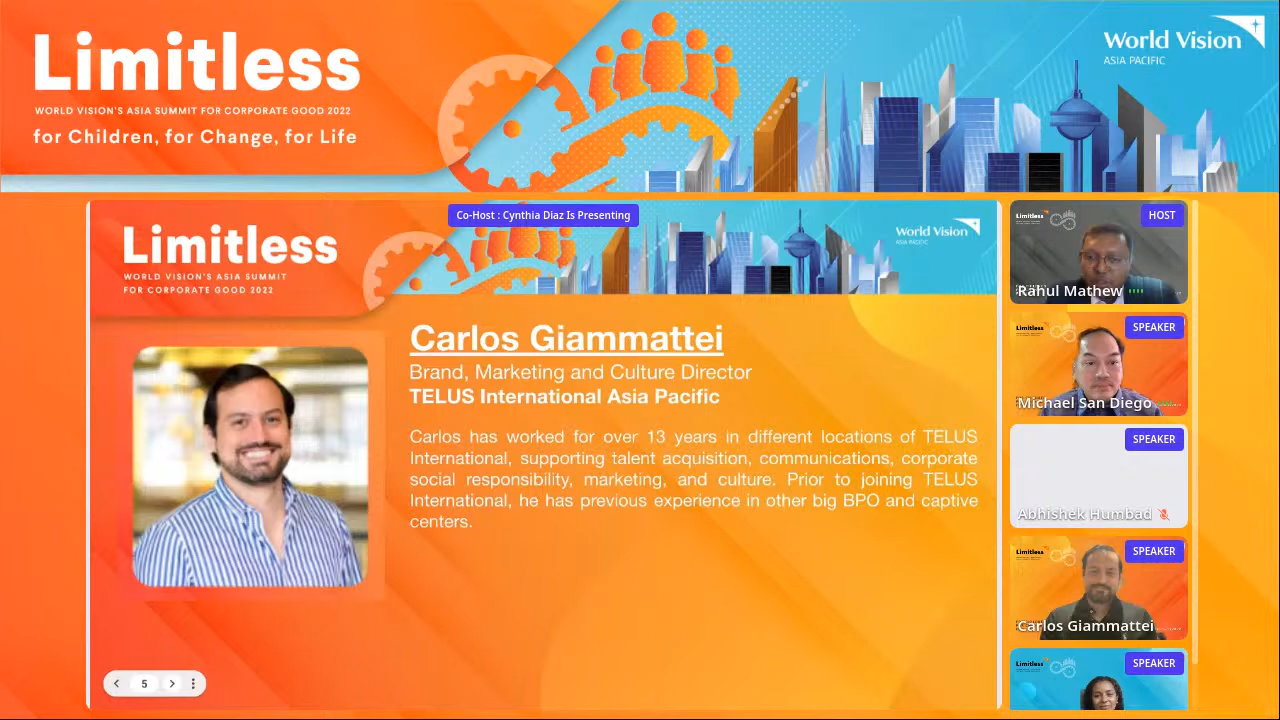 Limitless
WORLD VISION'S ASIA SUMMIT FOR CORPORATE GOOD 2022
for Children, for Change, for Life
World Vision
ASIA PACIFIC
Co-Host : Cynthia Diaz Is Presenting
Limitless
WORLD VISION'S ASIA SUMMIT
FOR CORPORATE GOOD 2022
World Vision
ASIA PACIFIC
Carlos Giammattei
Brand, Marketing and Culture Director
TELUS International Asia Pacific
Carlos has worked for over 13 years in different locations of TELUS
International, supporting talent acquisition, communications, corporate
social responsibility, marketing, and culture. Prior to joining TELUS
International, he has previous experience in other big BPO and captive
centers.
5
Limitless
HOST
Rahul Mathew
Limitless
SPEAKER
Michael San Diego
SPEAKER
Abhishek Humbad
Limitless
SPEAKER
Carlos Giammattei
Limitless
SPEAKER